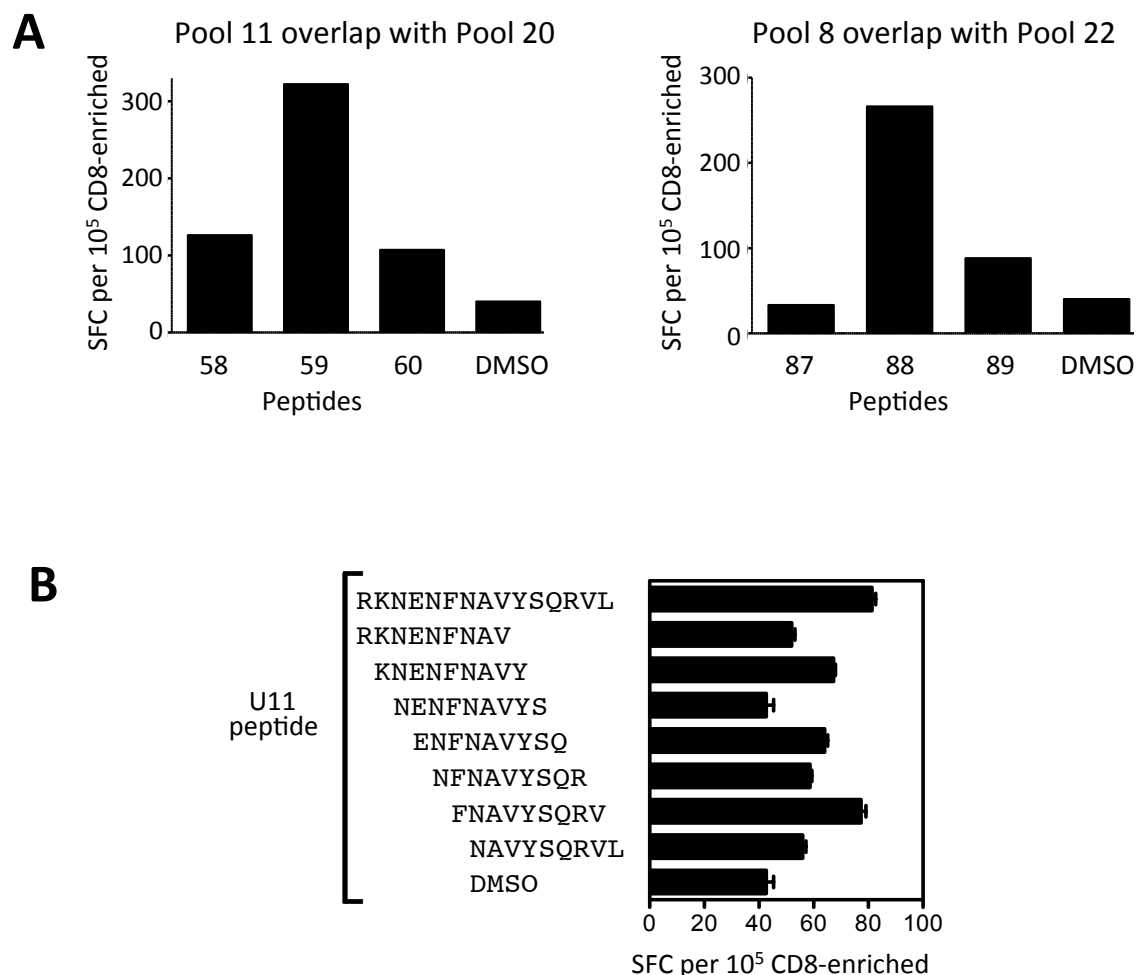 A
Pool 11 overlap with Pool 20
SFC per 10⁵ CD8-enriched
300
200
100
0
58 59 60 DMSO
Peptides
Pool 8 overlap with Pool 22
SFC per 10⁵ CD8-enriched
300
200
100
0
87 88 89 DMSO
Peptides
B
U11
peptide
RKNENFNAVYSQRVL
RKNENFNAV
KNENFNAVY
NENFNAVYS
ENFNAVYSQ
NFNAVYSQR
FNAVYSQRV
NAVYSQRVL
DMSO
0 20 40 60 80 100
SFC per 10⁵ CD8-enriched